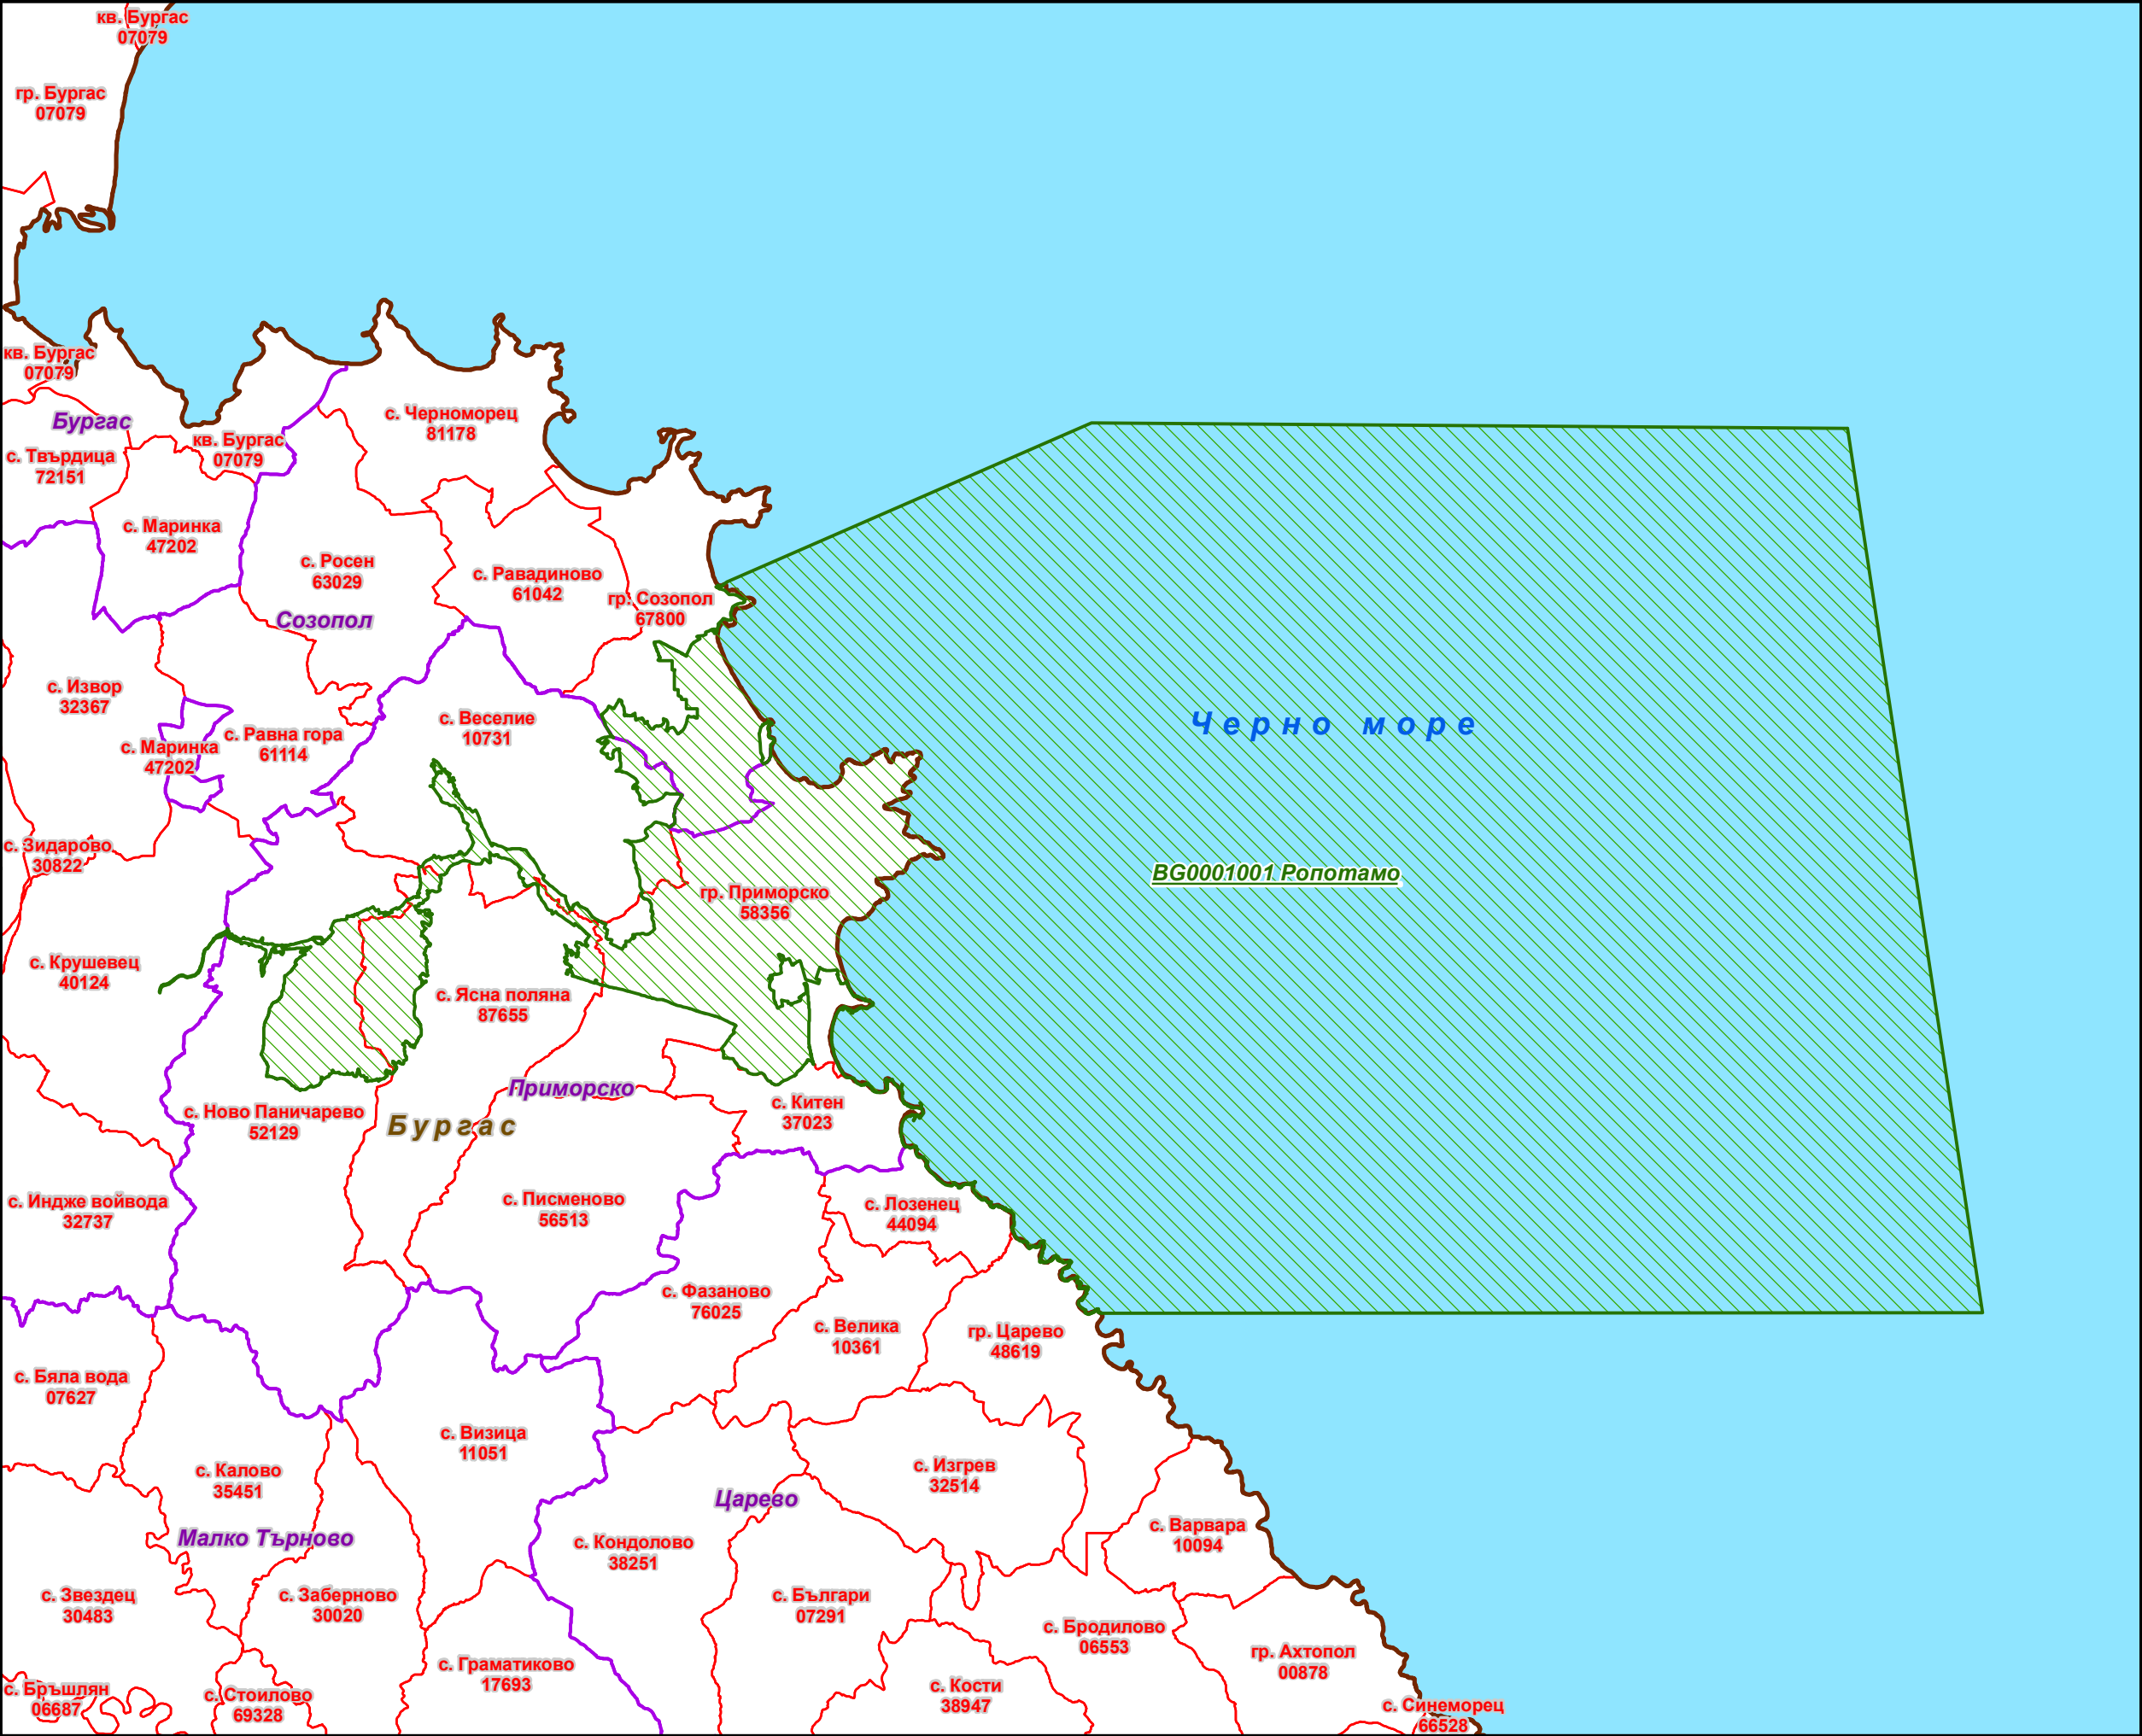 кв. Бургас
07079
гр. Бургас
07079
кв. Бургас
07079
Бургас
с. Твърдица
72151
кв. Бургас
07079
с. Черноморец
81178
с. Маринка
47202
с. Росен
63029
с. Равадиново
61042
гр. Созопол
67800
Созопол
с. Извор
32367
с. Маринка
47202
с. Равна гора
61114
с. Веселие
10731
Черно море
с. Зидарово
30822
BG0001001 Ропотамо
гр. Приморско
58356
с. Крушевец
40124
с. Ясна поляна
87655
Приморско
с. Ново Паничарево
52129
Бургас
с. Китен
37023
с. Индже войвода
32737
с. Писменово
56513
с. Лозенец
44094
с. Фазаново
76025
с. Велика
10361
гр. Царево
48619
с. Бяла вода
07627
с. Визица
11051
с. Калово
35451
с. Изгрев
32514
Царево
Малко Търново
с. Кондолово
38251
с. Варвара
10094
с. Звездец
30483
с. Заберново
30020
с. Българи
07291
с. Бродилово
06553
гр. Ахтопол
00878
с. Граматиково
17693
с. Бръшлян
06687
с. Стоилово
69328
с. Кости
38947
с. Синеморец
66528